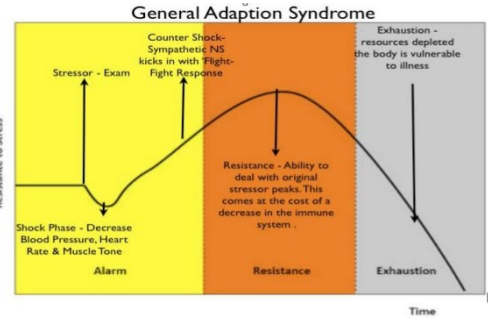 General Adaption Syndrome
Counter Shock-
Sympathetic NS
kicks in with 'Flight-
Fight Response
Stressor - Exam
Exhaustion -
resources depleted
the body is vulnerable
to illness
Resistance - Ability to
deal with original
stressor peaks. This
comes at the cost of a
decrease in the immune
system .
Shock Phase - Decrease
Blood Pressure, Heart
Rate & Muscle Tone
Alarm
Resistance
Exhaustion
Time